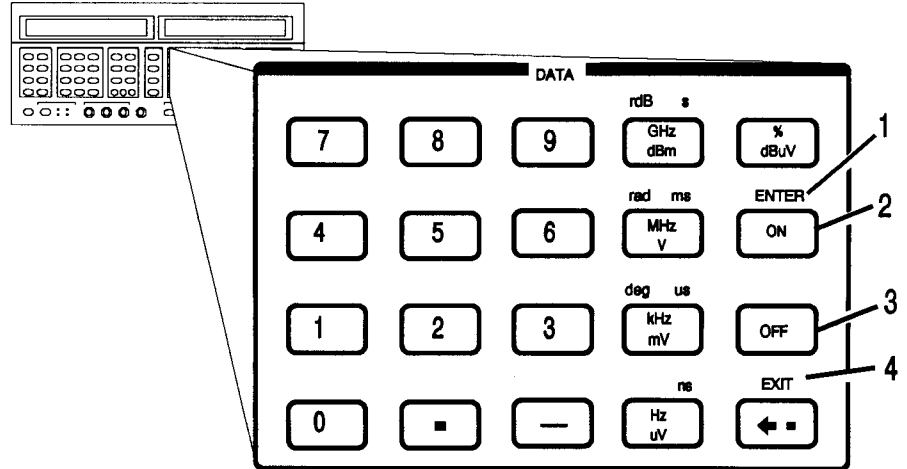 DATA
rdB s
7 8 9 GHz % 1
dBm dBuV
rad ms ENTER 2
4 5 6 MHz ON
V
deg us 3
1 2 3 kHz OFF
mV
ns EXIT 4
0 . — Hz
uV